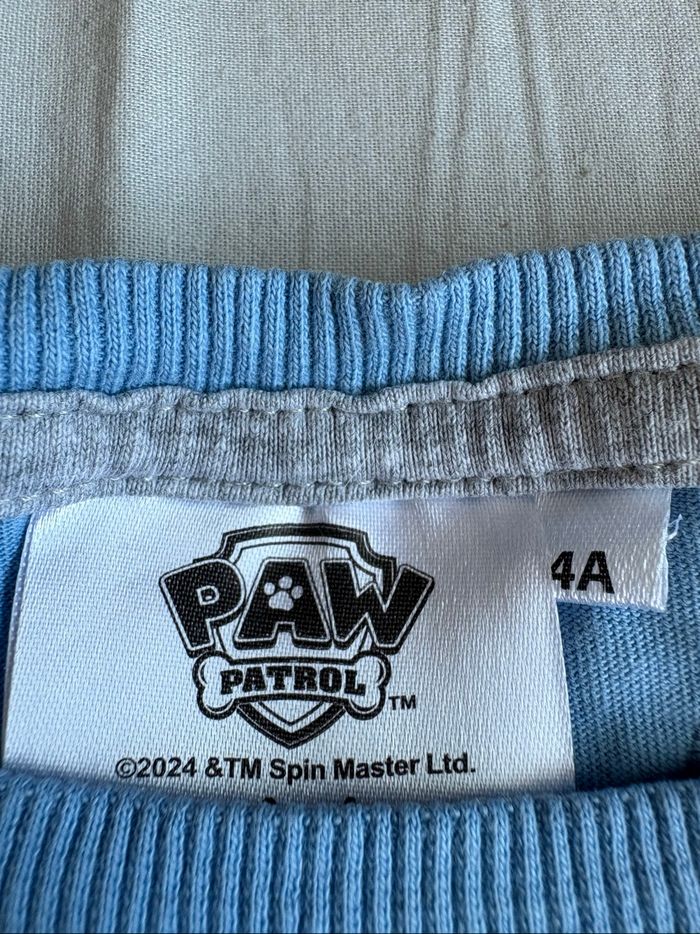 PAW
PATROL
TM
4A
©2024 &TM Spin Master Ltd.